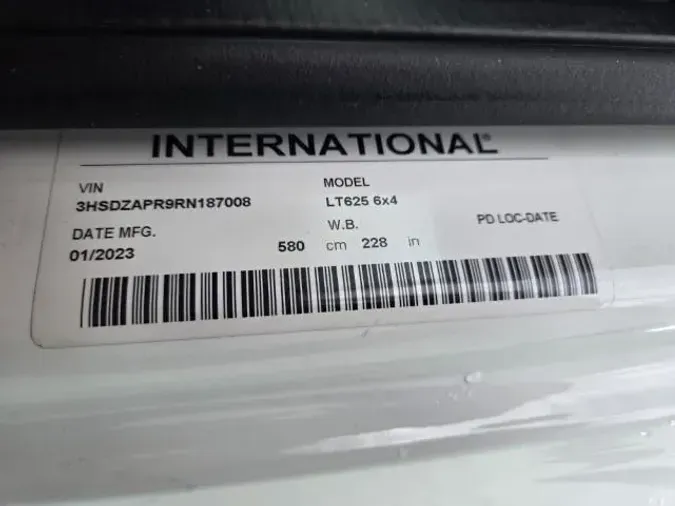 INTERNATIONAL®
VIN
3HSDZAPR9RN187008
MODEL
LT625 6x4
DATE MFG.
01/2023
W.B.
580 cm 228 in
PD LOC-DATE